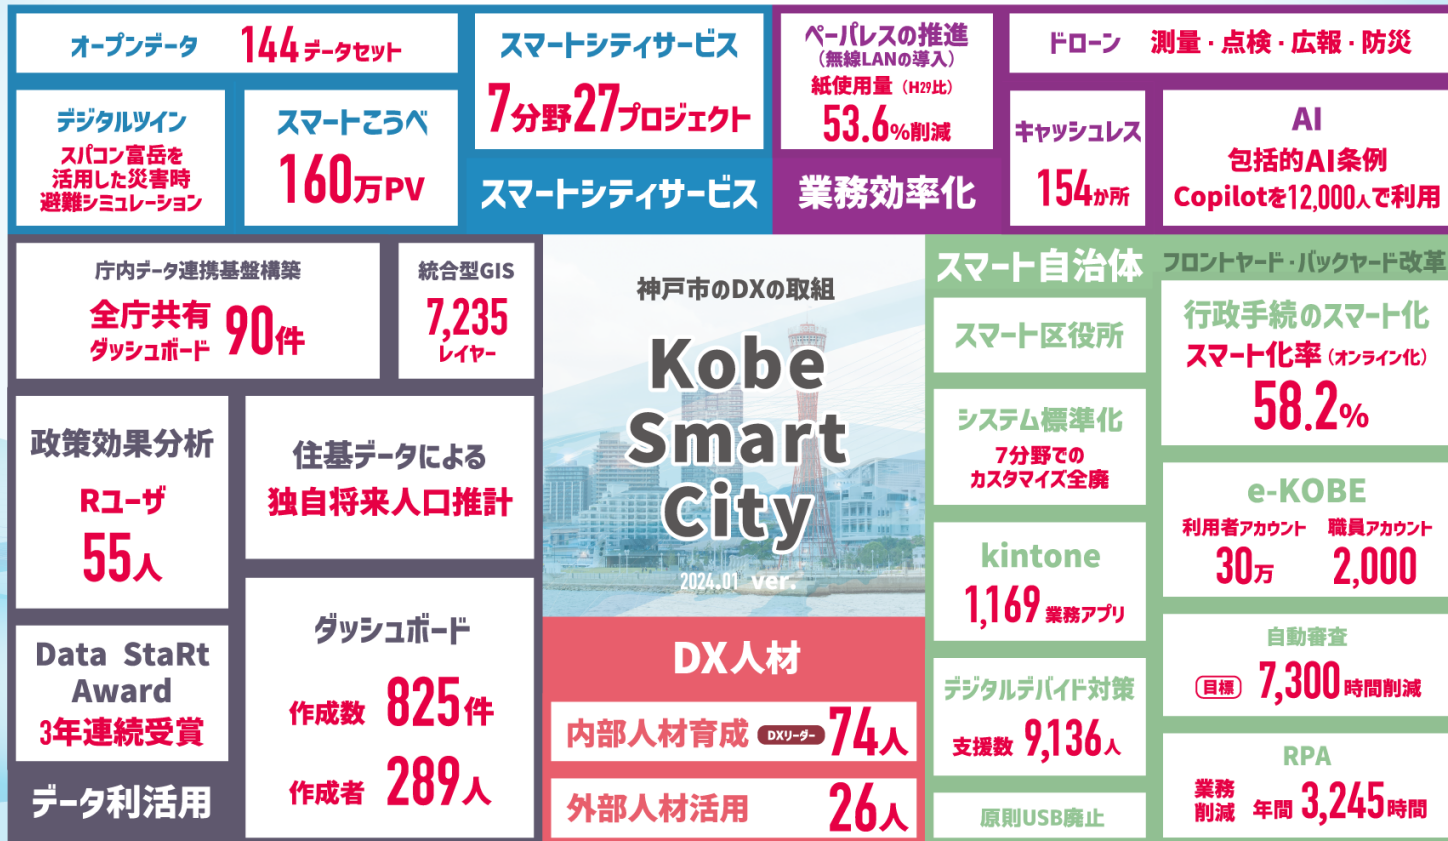 オープンデータ 144データセット
デジタルツイン
スパコン富岳を
活用した災害時
避難シミュレーション
スマートこうべ
160万PV
スマートシティサービス
7分野27プロジェクト
スマートシティサービス
ペーパレスの推進
(無線LANの導入)
紙使用量 (H29比)
53.6%削減
業務効率化
ドローン 測量・点検・広報・防災
キャッシュレス
154か所
AI
包括的AI条例
Copilotを12,000人で利用
庁内データ連携基盤構築
全庁共有
ダッシュボード 90件
統合型GIS
7,235
レイヤー
政策効果分析
Rユーザ
55人
住基データによる
独自将来人口推計
Data StaRt
Award
3年連続受賞
データ利活用
ダッシュボード
作成数 825件
作成者 289人
神戸市のDXの取組
Kobe
Smart
City
2024.01 ver.
DX人材
内部人材育成 DXリーダー 74人
外部人材活用 26人
スマート自治体
フロントヤード・バックヤード改革
スマート区役所
システム標準化
7分野での
カスタマイズ全廃
kintone
1,169 業務アプリ
デジタルデバイド対策
支援数 9,136人
原則USB廃止
行政手続のスマート化
スマート化率(オンライン化)
58.2%
e-KOBE
利用者アカウント 職員アカウント
30万 2,000
自動審査
目標 7,300時間削減
RPA
業務
削減 年間 3,245時間